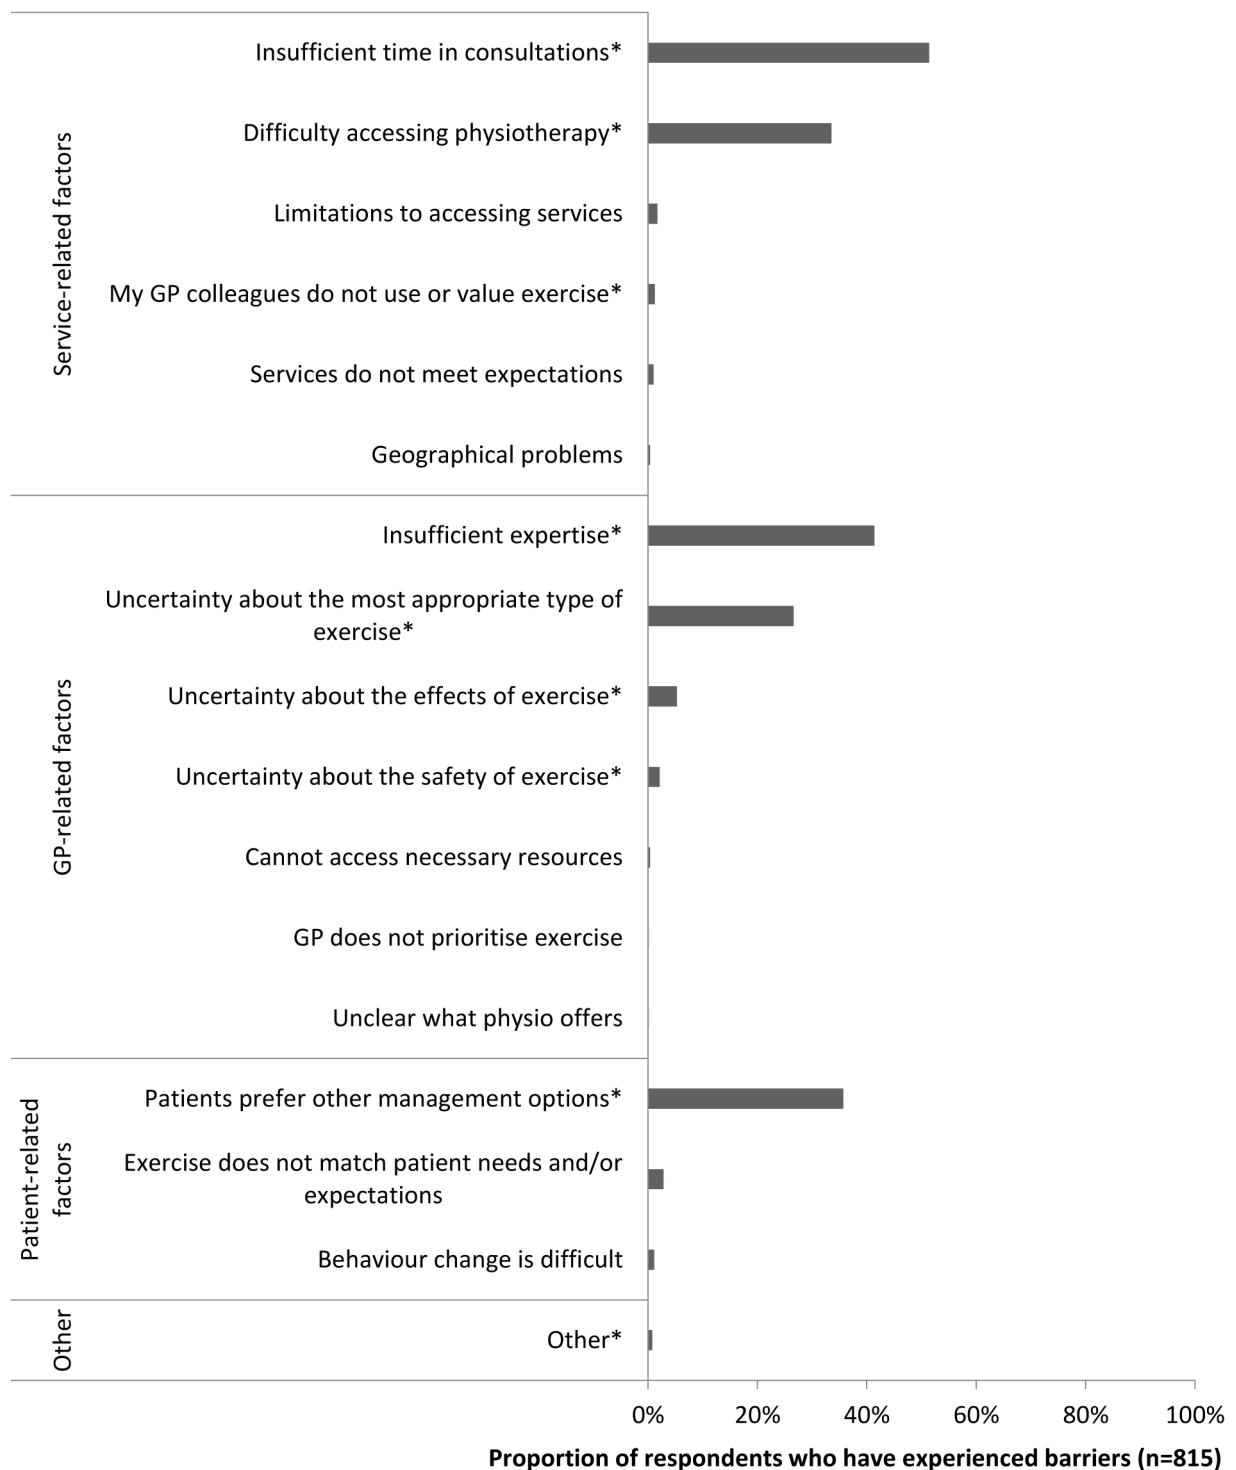 Service-related factors
Insufficient time in consultations*
Difficulty accessing physiotherapy*
Limitations to accessing services
My GP colleagues do not use or value exercise*
Services do not meet expectations
Geographical problems
GP-related factors
Insufficient expertise*
Uncertainty about the most appropriate type of
exercise*
Uncertainty about the effects of exercise*
Uncertainty about the safety of exercise*
Cannot access necessary resources
GP does not prioritise exercise
Unclear what physio offers
Patient-related
factors
Patients prefer other management options*
Exercise does not match patient needs and/or
expectations
Behaviour change is difficult
Other
Other*
0% 20% 40% 60% 80% 100%
Proportion of respondents who have experienced barriers (n=815)